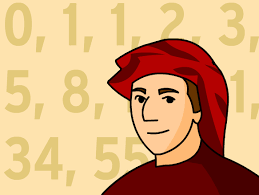 0, 1, 1, 2, 3,
5, 8, 1,
34, 55